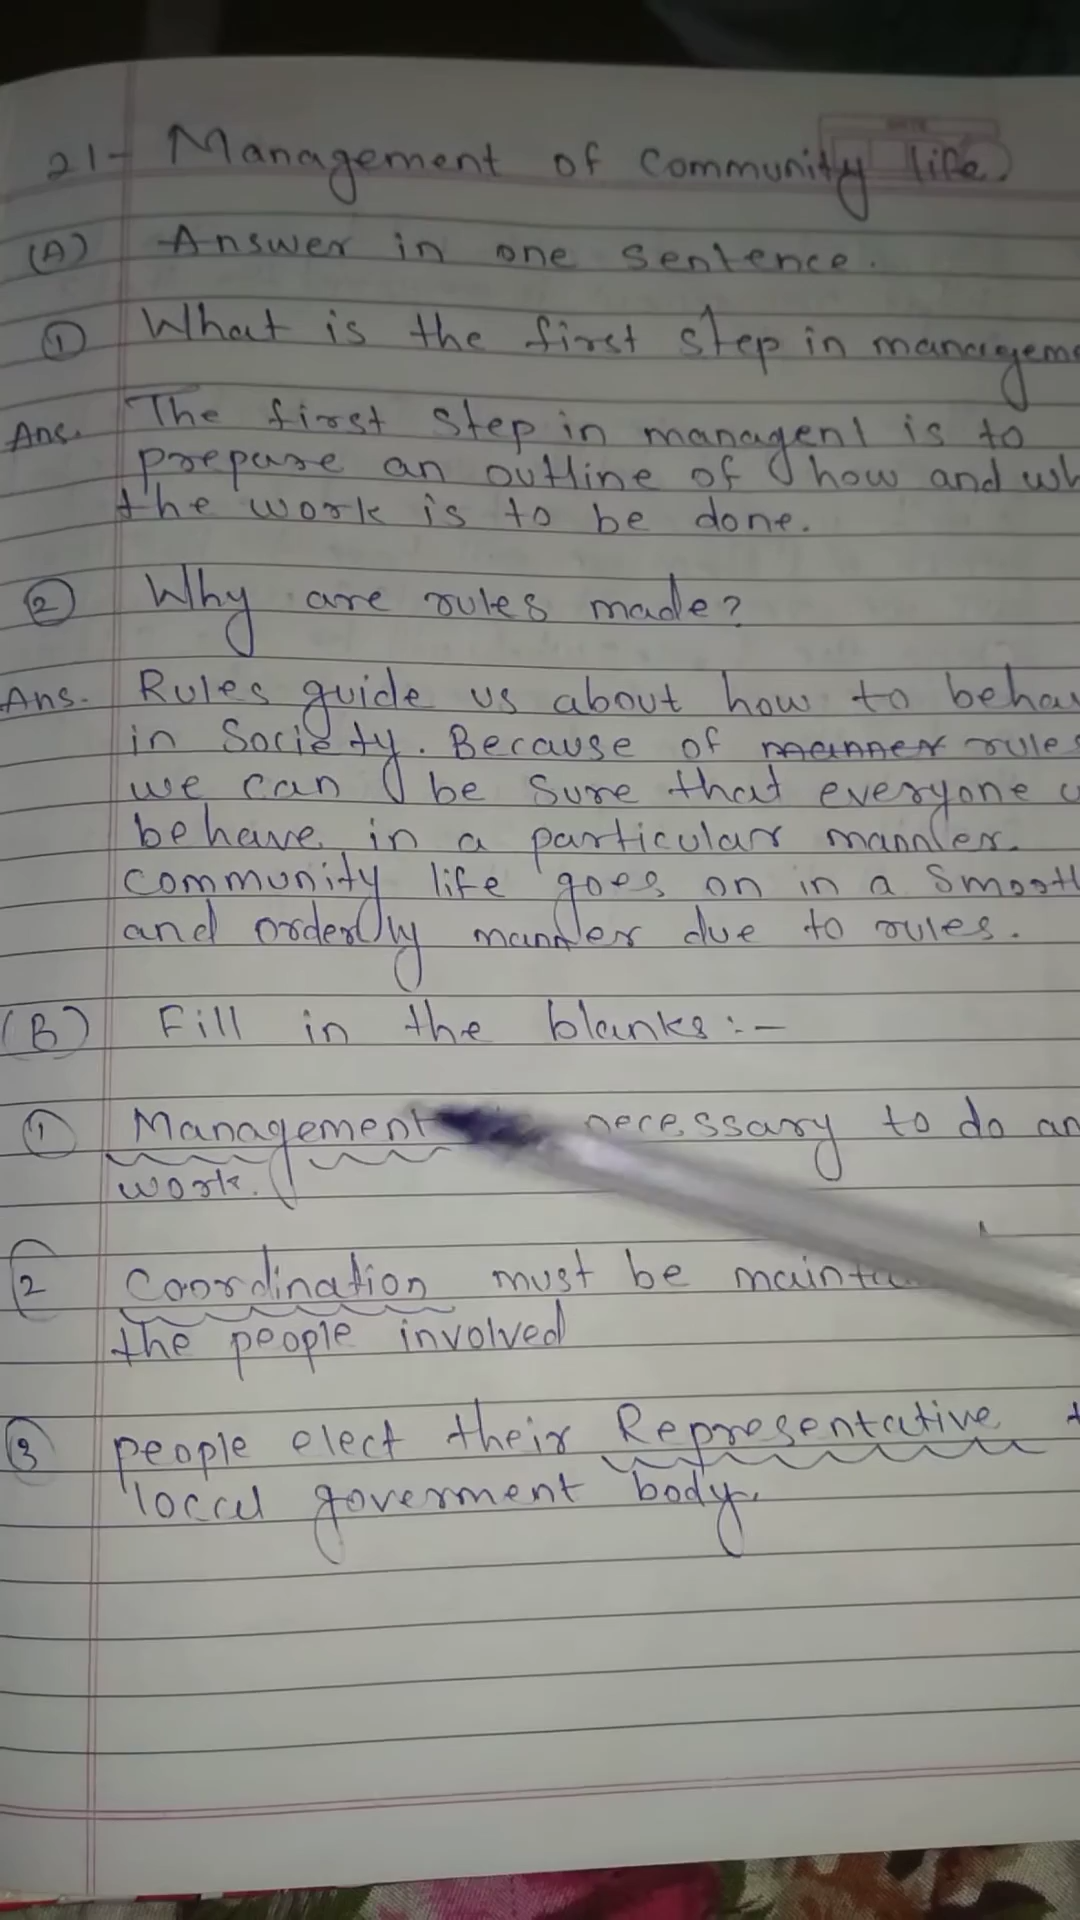 21- Management of community life.
(A) Answer in one sentence.
① What is the first step in managem
Ans. The first step in managenl is to
prepare an outline of how and wh
the work is to be done.
② Why are rules made?
Ans. Rules guide us about how to behav
in Society. Because of manner rules
we can be sure that everyone
behave in a particular manner.
community life goes on in a smooth
and orderly manner due to rules.
(B) Fill in the blanks:-
① Management necessary to do an
work.
② Coordination must be mainta
the people involved
③ people elect their Representative
local goverment body.